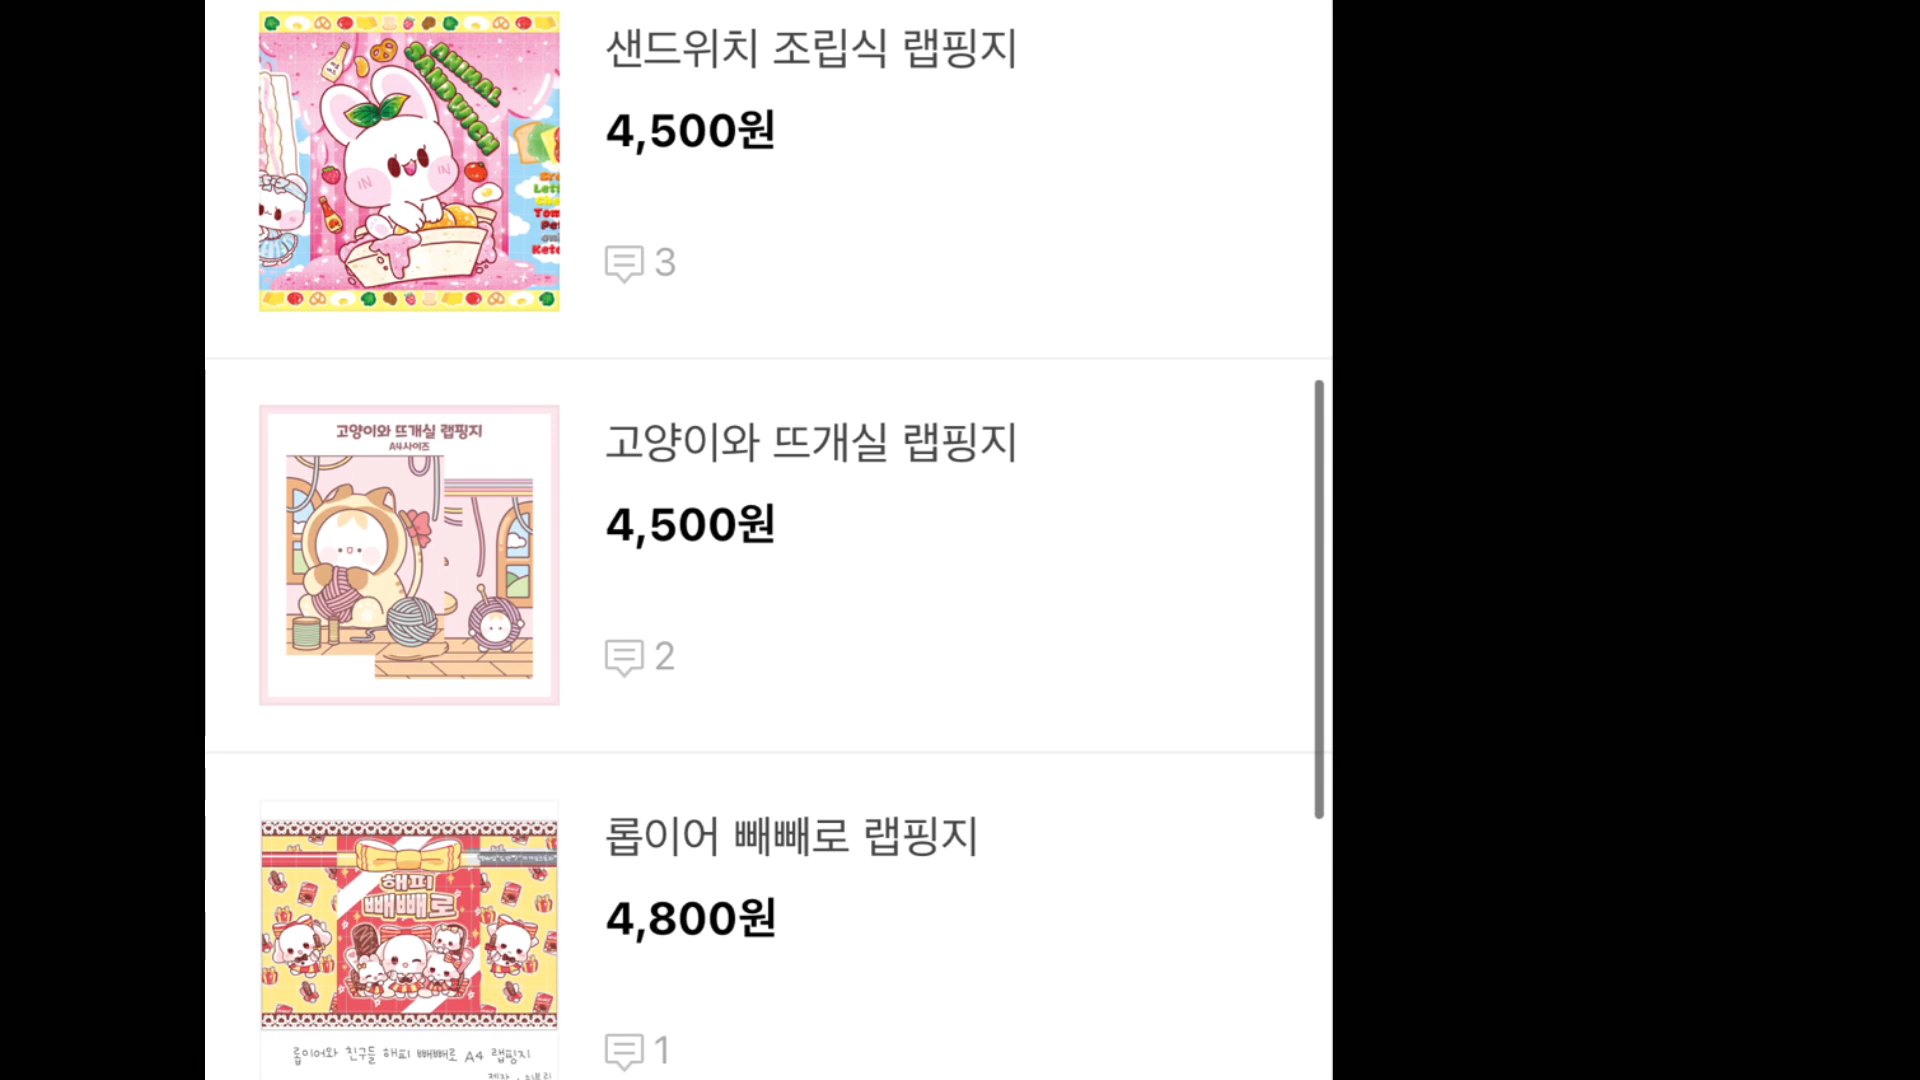 ANIMAL
SANDWICH
샌드위치 조립식 랩핑지
4,500원
3
고양이와 뜨개실 랩핑지
A4사이즈
고양이와 뜨개실 랩핑지
4,500원
2
해피
빼빼로
롭이어와 친구들 해피 빼빼로 A4 랩핑지
롭이어 빼빼로 랩핑지
4,800원
1